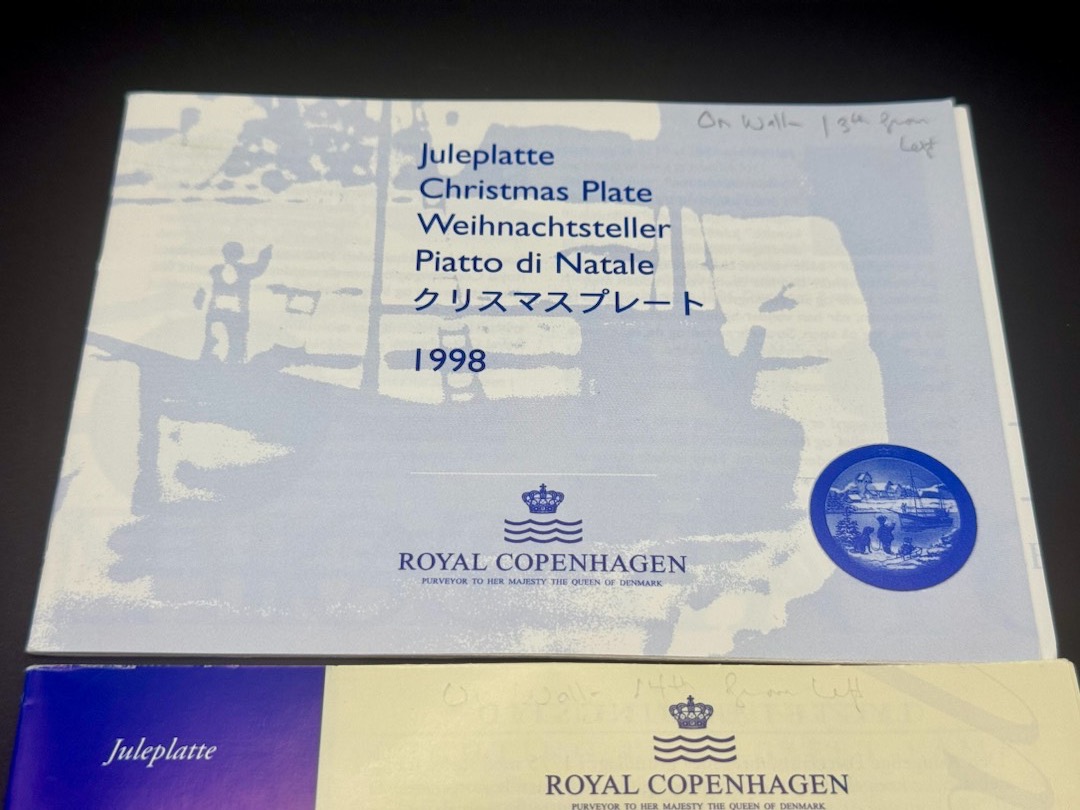 On Wall - 13th from
Left
Juleplatte
Christmas Plate
Weihnachtsteller
Piatto di Natale
クリスマスプレート
1998
ROYAL COPENHAGEN
PURVEYOR TO HER MAJESTY THE QUEEN OF DENMARK
On Wall - 14th from Left
Juleplatte
ROYAL COPENHAGEN
PURVEYOR TO HER MAJESTY THE QUEEN OF DENMARK